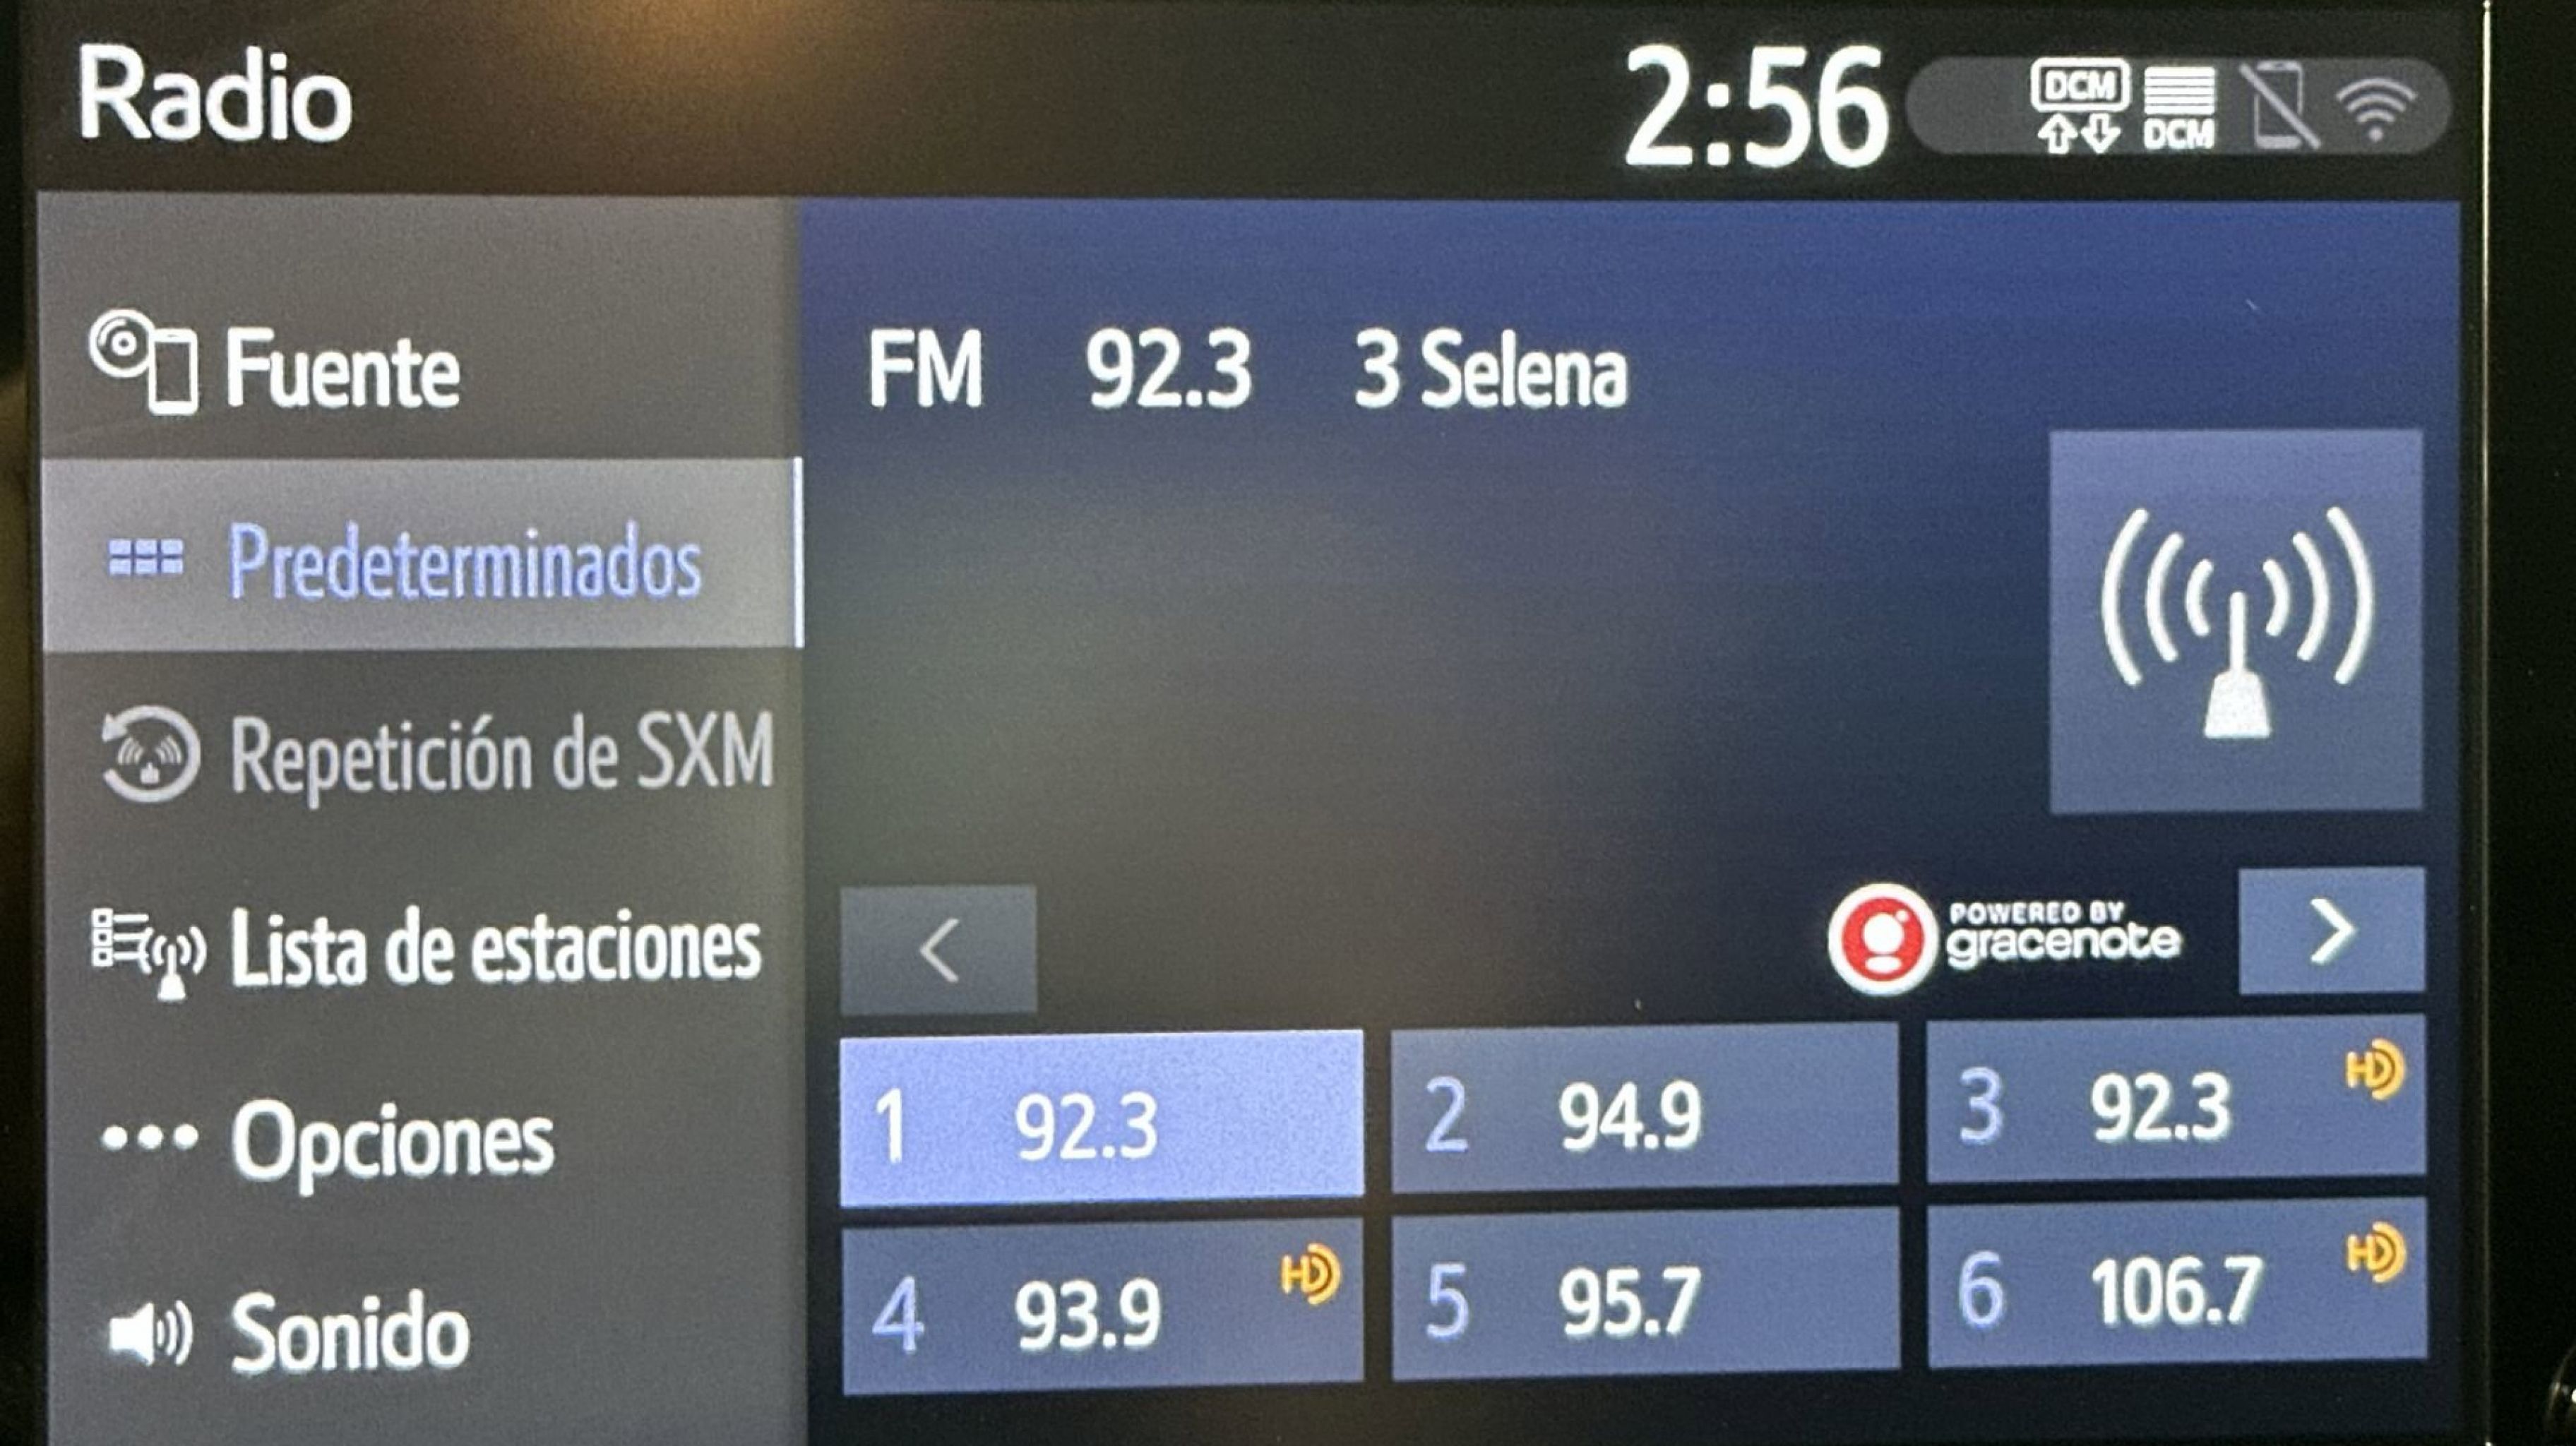 Radio
2:56
DCM
DCM
Fuente
Predeterminados
Repetición de SXM
Lista de estaciones
Opciones
Sonido
FM 92.3 3 Selena
POWERED BY
gracenote
1 92.3
2 94.9
3 92.3 HD
4 93.9 HD
5 95.7
6 106.7 HD